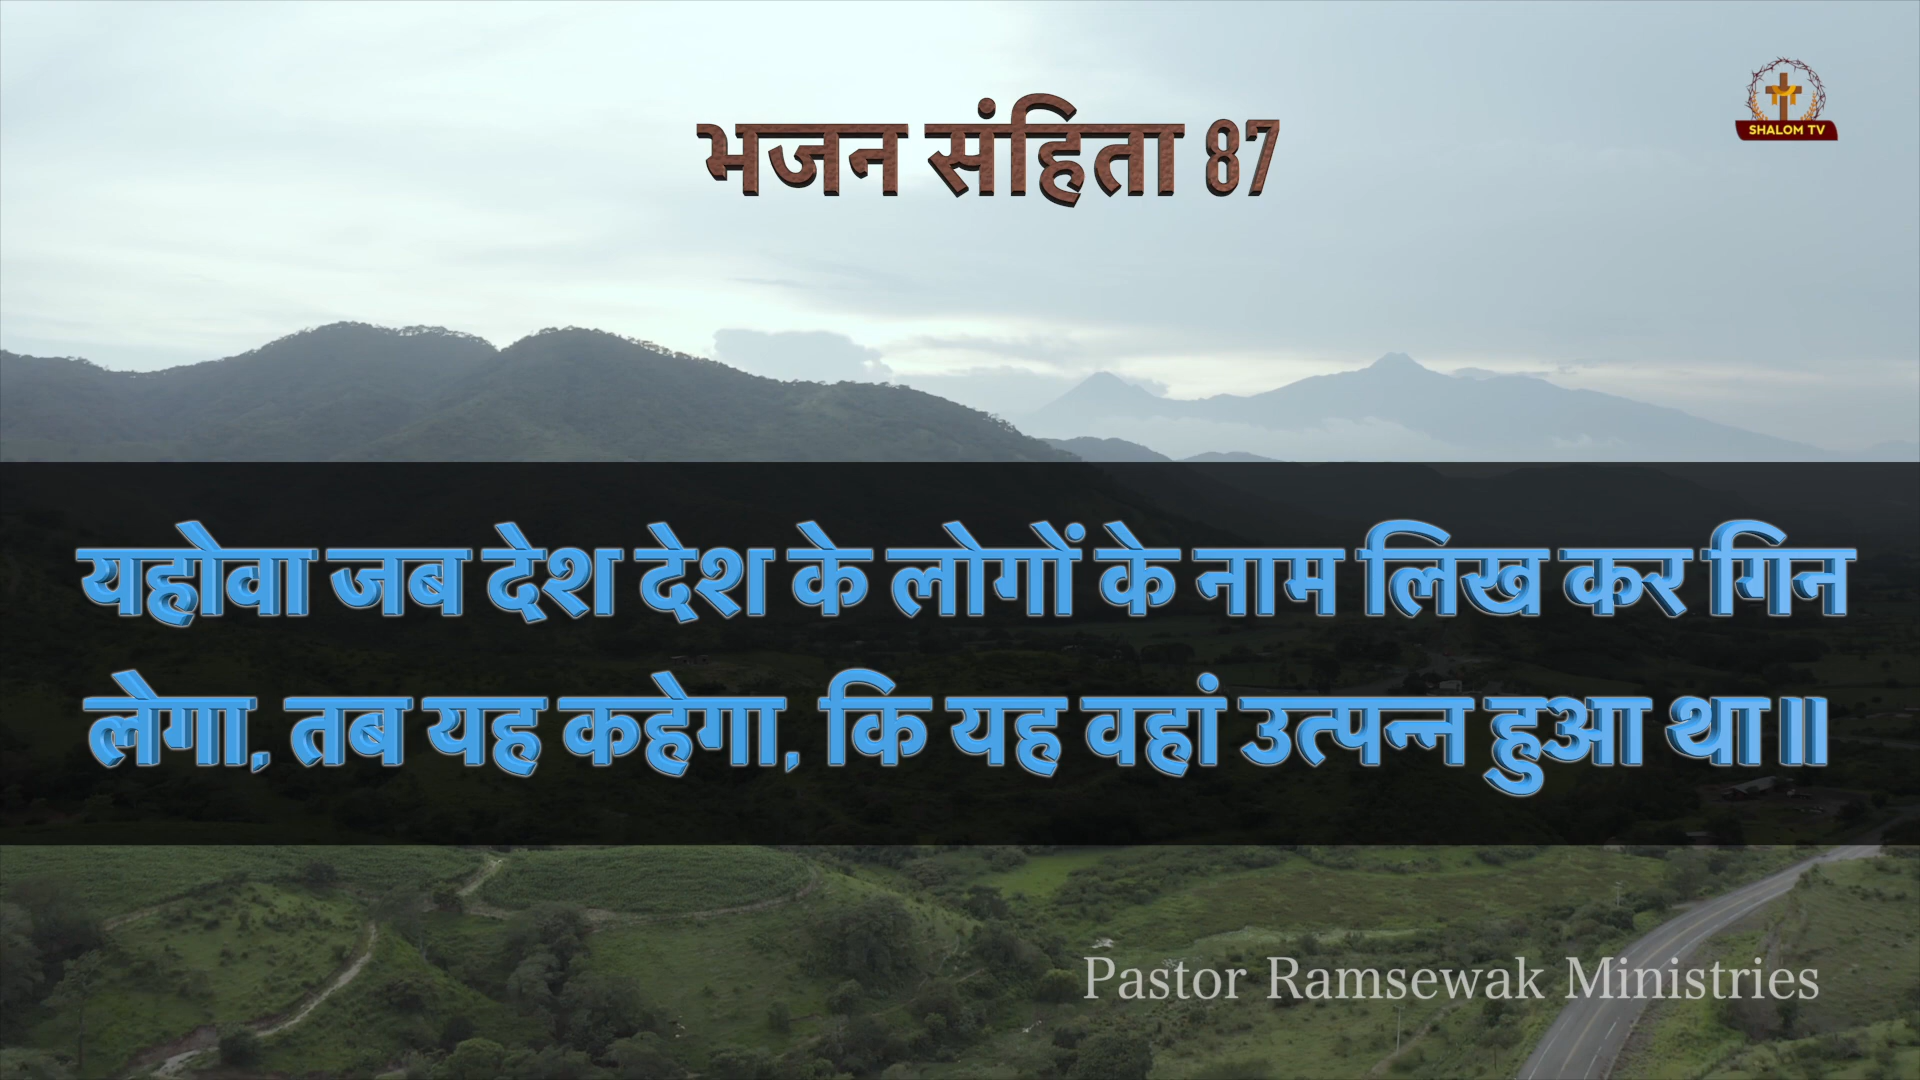 भजन संहिता 87
SHALOM TV
यहोवा जब देश देश के लोगों के नाम लिख कर गिन
लेगा, तब यह कहेगा, कि यह वहां उत्पन्न हुआ था॥
Pastor Ramsewak Ministries